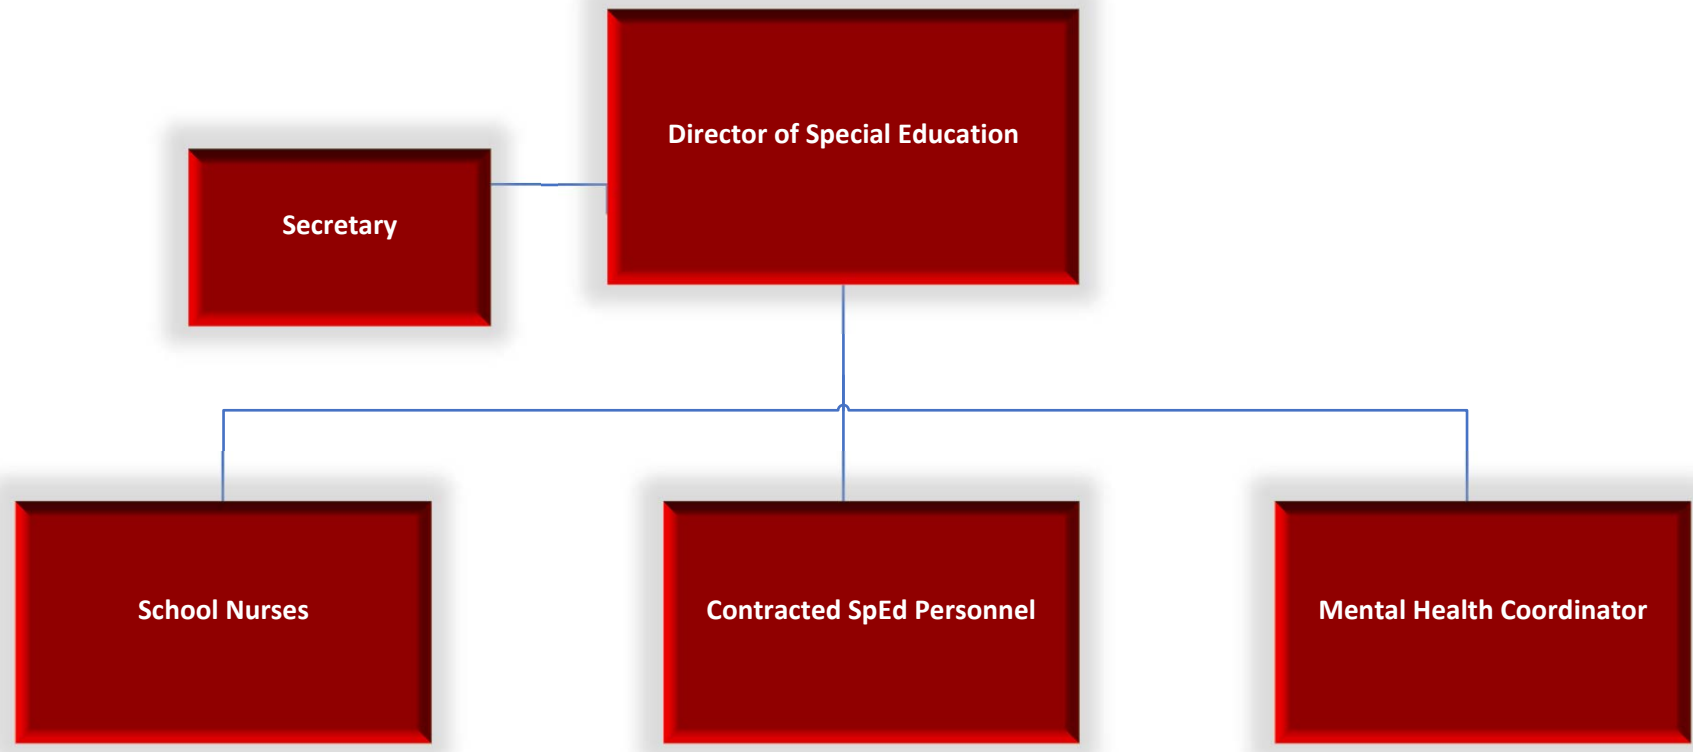 Director of Special Education
Secretary
School Nurses
Contracted SpEd Personnel
Mental Health Coordinator